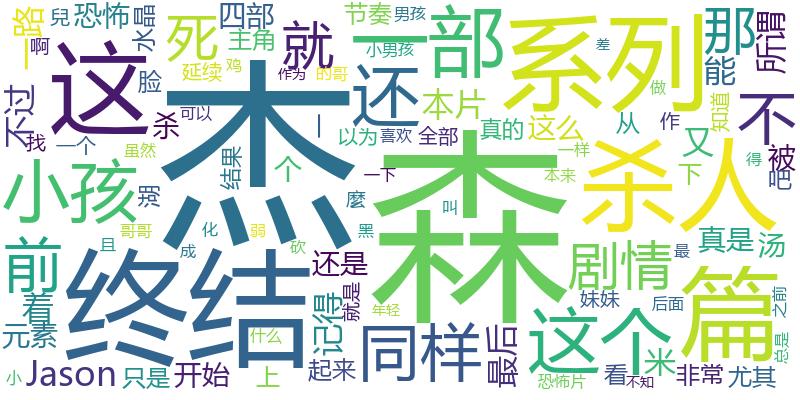 一路
啊
兒
恐怖
水晶
四部
死
主角
延续
鸡
就
节奏
男孩
小男孩
作为
的哥
一部
系列
那
能
所谓
差
做
不过
这
脸
杀
找
一个
虽然
杰
还
一
可以
本片
以为
喜欢
全部
真的
这么
从
作
知道
不
被
吧
又
下
小孩
湖
结果
个
森
杀人
一样
本来
得
麼
一下
叫
哥哥
化
且
成
弱
砍
黑
前
终结
着
还是
记得
就是
剧情
最
真是
汤
篇
元素
什么
年轻
同样
最后
这个
妹妹
后面
之前
总是
米
小
Jason
只是
开始
上
起来
恐怖片
看
不知
非常
尤其